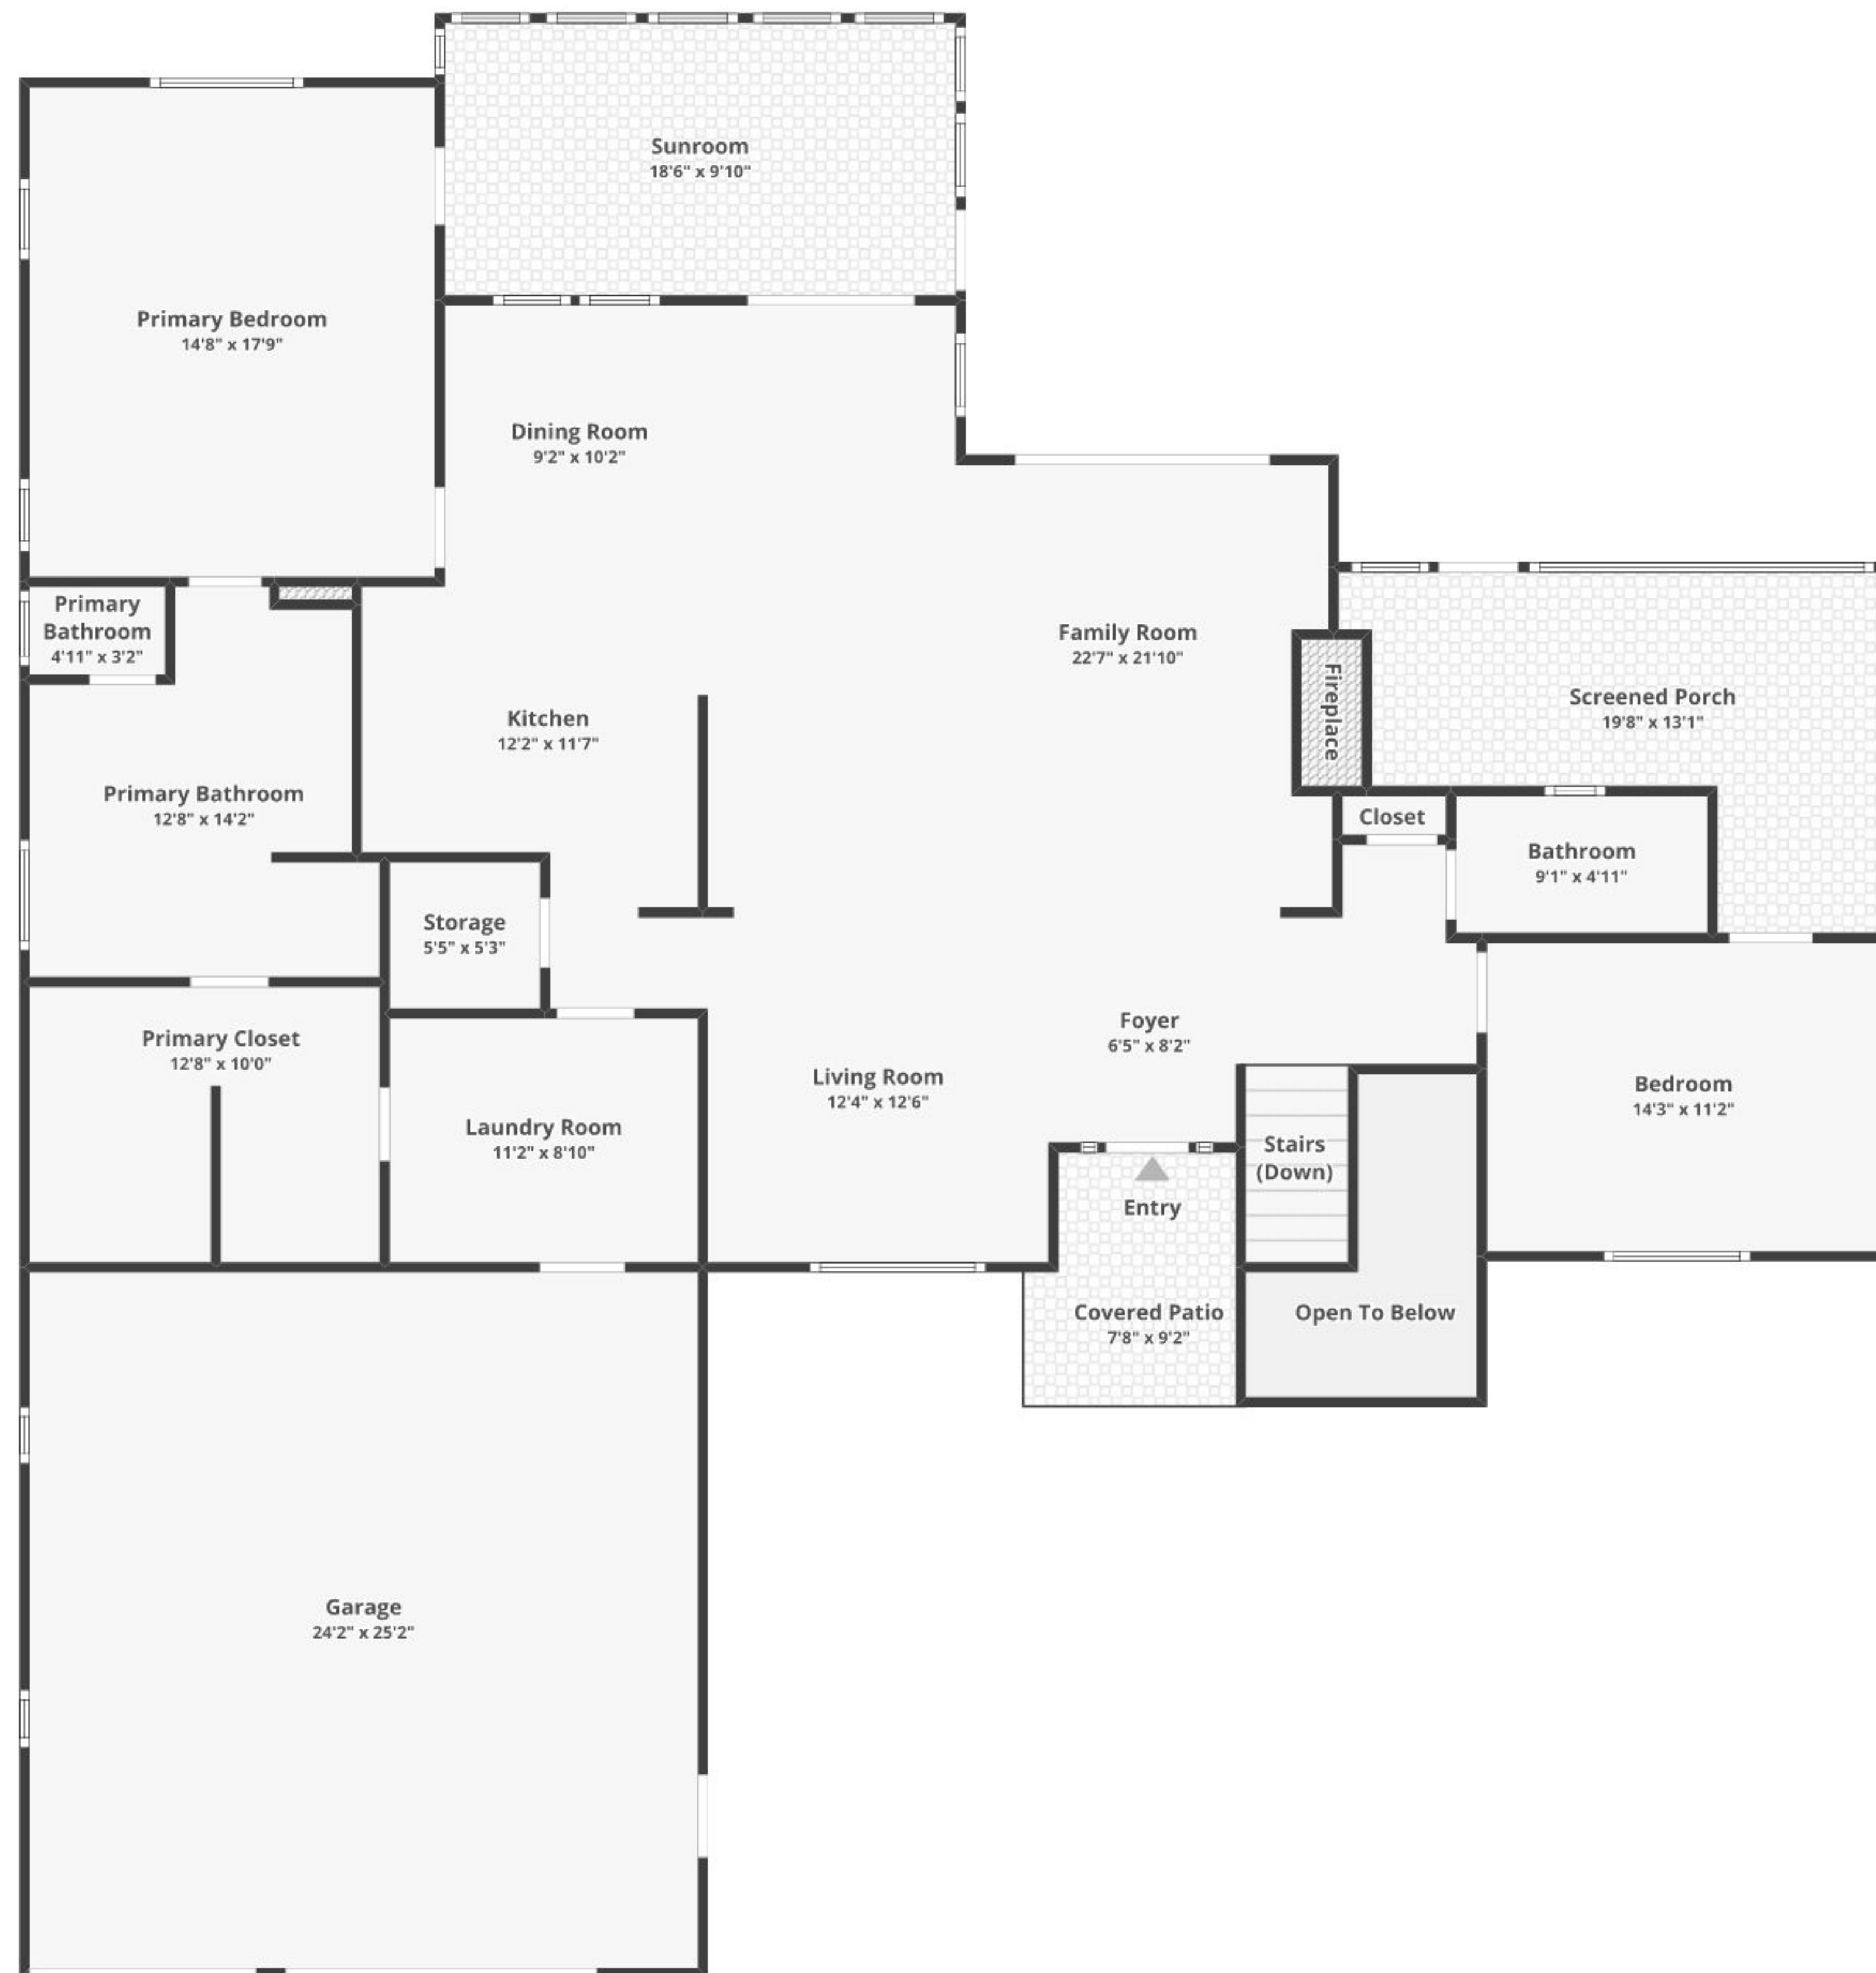 Sunroom
18'6" x 9'10"
Primary Bedroom
14'8" x 17'9"
Dining Room
9'2" x 10'2"
Primary
Bathroom
4'11" x 3'2"
Family Room
22'7" x 21'10"
Fireplace
Screened Porch
19'8" x 13'1"
Kitchen
12'2" x 11'7"
Primary Bathroom
12'8" x 14'2"
Closet
Bathroom
9'1" x 4'11"
Storage
5'5" x 5'3"
Primary Closet
12'8" x 10'0"
Foyer
6'5" x 8'2"
Living Room
12'4" x 12'6"
Bedroom
14'3" x 11'2"
Laundry Room
11'2" x 8'10"
Stairs
(Down)
Entry
Covered Patio
7'8" x 9'2"
Open To Below
Garage
24'2" x 25'2"